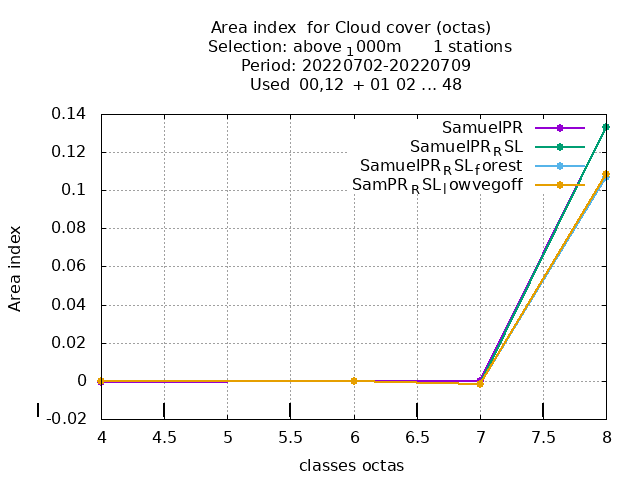 Area index  for Cloud cover (octas)
Selection: above ₁000m      1 stations
Period: 20220702-20220709
Used  00,12  + 01 02 ... 48
SamuelPR
SamuelPR_RSL
SamuelPR_RSL_forest
SamPR_RSL_lowvegoff
0.14
0.12
0.1
0.08
0.06
0.04
0.02
0
-0.02
Area index
4 4.5 5 5.5 6 6.5 7 7.5 8
classes octas